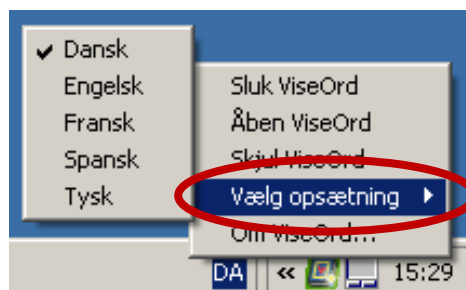 Dansk
Engelsk
Fransk
Spansk
Tysk
Sluk ViseOrd
Åben ViseOrd
Skjul ViseOrd
Vælg opsætning
Om ViseOrd...
DA « 15:29